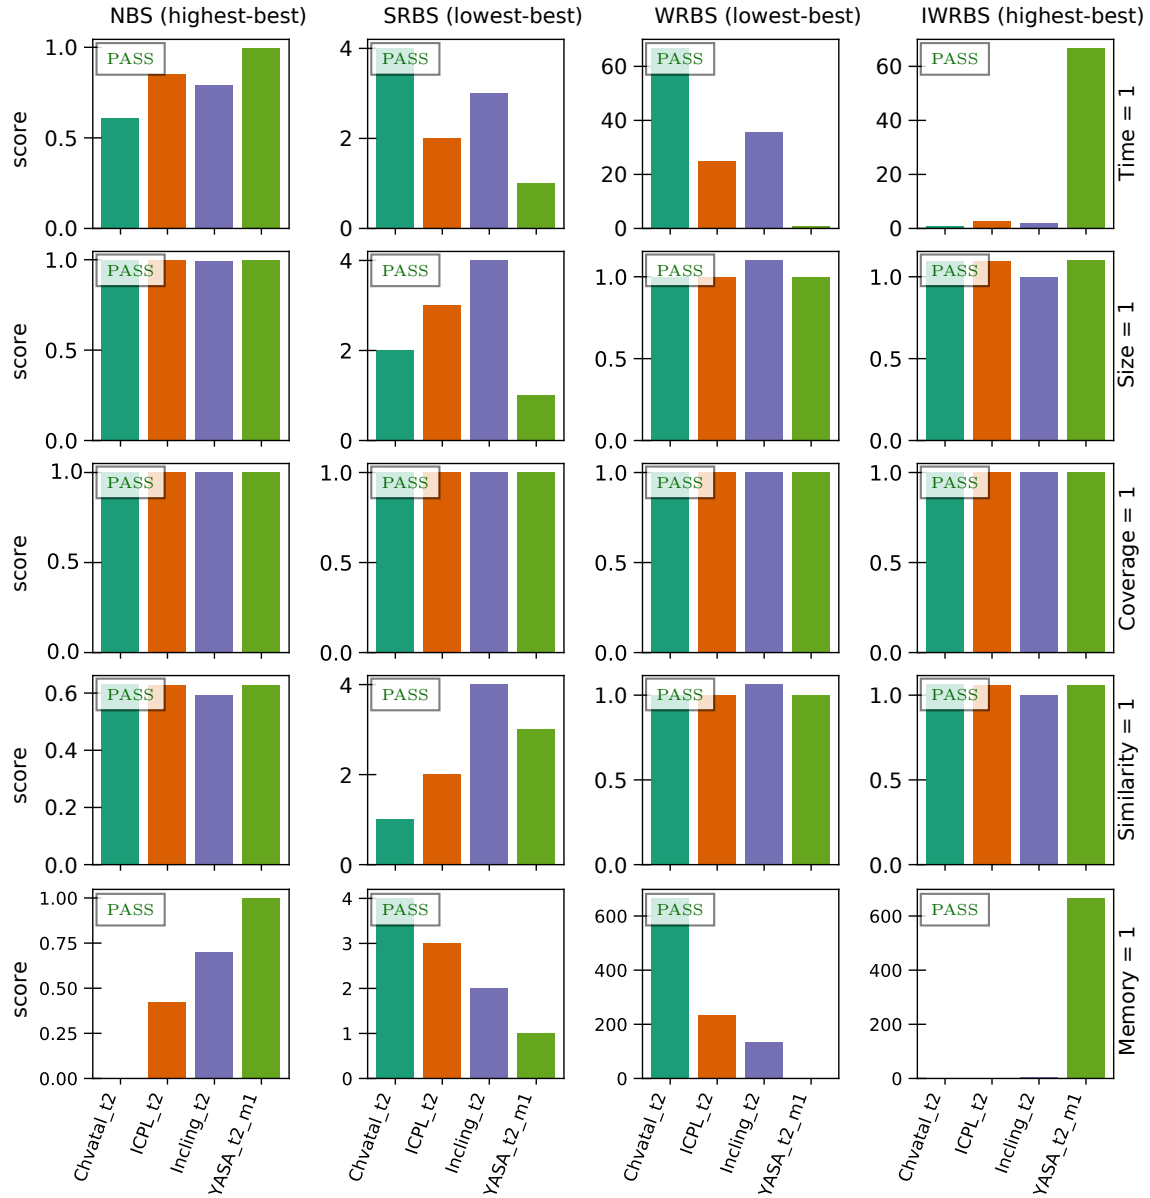 NBS (highest-best) SRBS (lowest-best) WRBS (lowest-best) IWRBS (highest-best)
score 1.0 0.5 0.0 PASS
4 2 0 PASS
60 40 20 0 PASS
60 40 20 0 PASS
Time = 1
score 1.0 0.5 0.0 PASS
4 2 0 PASS
1.0 0.5 0.0 PASS
1.0 0.5 0.0 PASS
Size = 1
score 1.0 0.5 0.0 PASS
1.0 0.5 0.0 PASS
1.0 0.5 0.0 PASS
1.0 0.5 0.0 PASS
Coverage = 1
score 0.6 0.4 0.2 0.0 PASS
4 2 0 PASS
1.0 0.5 0.0 PASS
1.0 0.5 0.0 PASS
Similarity = 1
score 1.00 0.75 0.50 0.25 0.00 PASS
4 3 2 1 0 PASS
600 400 200 0 PASS
600 400 200 0 PASS
Memory = 1
Chvatal_t2 ICPL_t2 Incling_t2 YASA_t2_m1
Chvatal_t2 ICPL_t2 Incling_t2 YASA_t2_m1
Chvatal_t2 ICPL_t2 Incling_t2 YASA_t2_m1
Chvatal_t2 ICPL_t2 Incling_t2 YASA_t2_m1